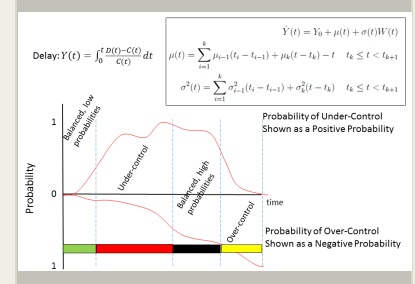 Ŷ(t) = Y₀ + μ(t) + σ(t)W(t)
Delay: Y(t) = ∫₀ᵗ D(t)−C(t)/C(t) dt
μ(t) = Σᵢ₌₁ᵏ μᵢ₋₁(tᵢ − tᵢ₋₁) + μₖ(t − tₖ) − t   tₖ ≤ t < tₖ₊₁
σ²(t) = Σᵢ₌₁ᵏ σ²ᵢ₋₁(tᵢ − tᵢ₋₁) + σ²ₖ(t − tₖ)   tₖ ≤ t < tₖ₊₁
Probability of Under-Control
Shown as a Positive Probability
1
Balanced, low
probabilities
Under-control
Balanced, high
probabilities
Over-control
Probability
0
time
Probability of Over-Control
Shown as a Negative Probability
1